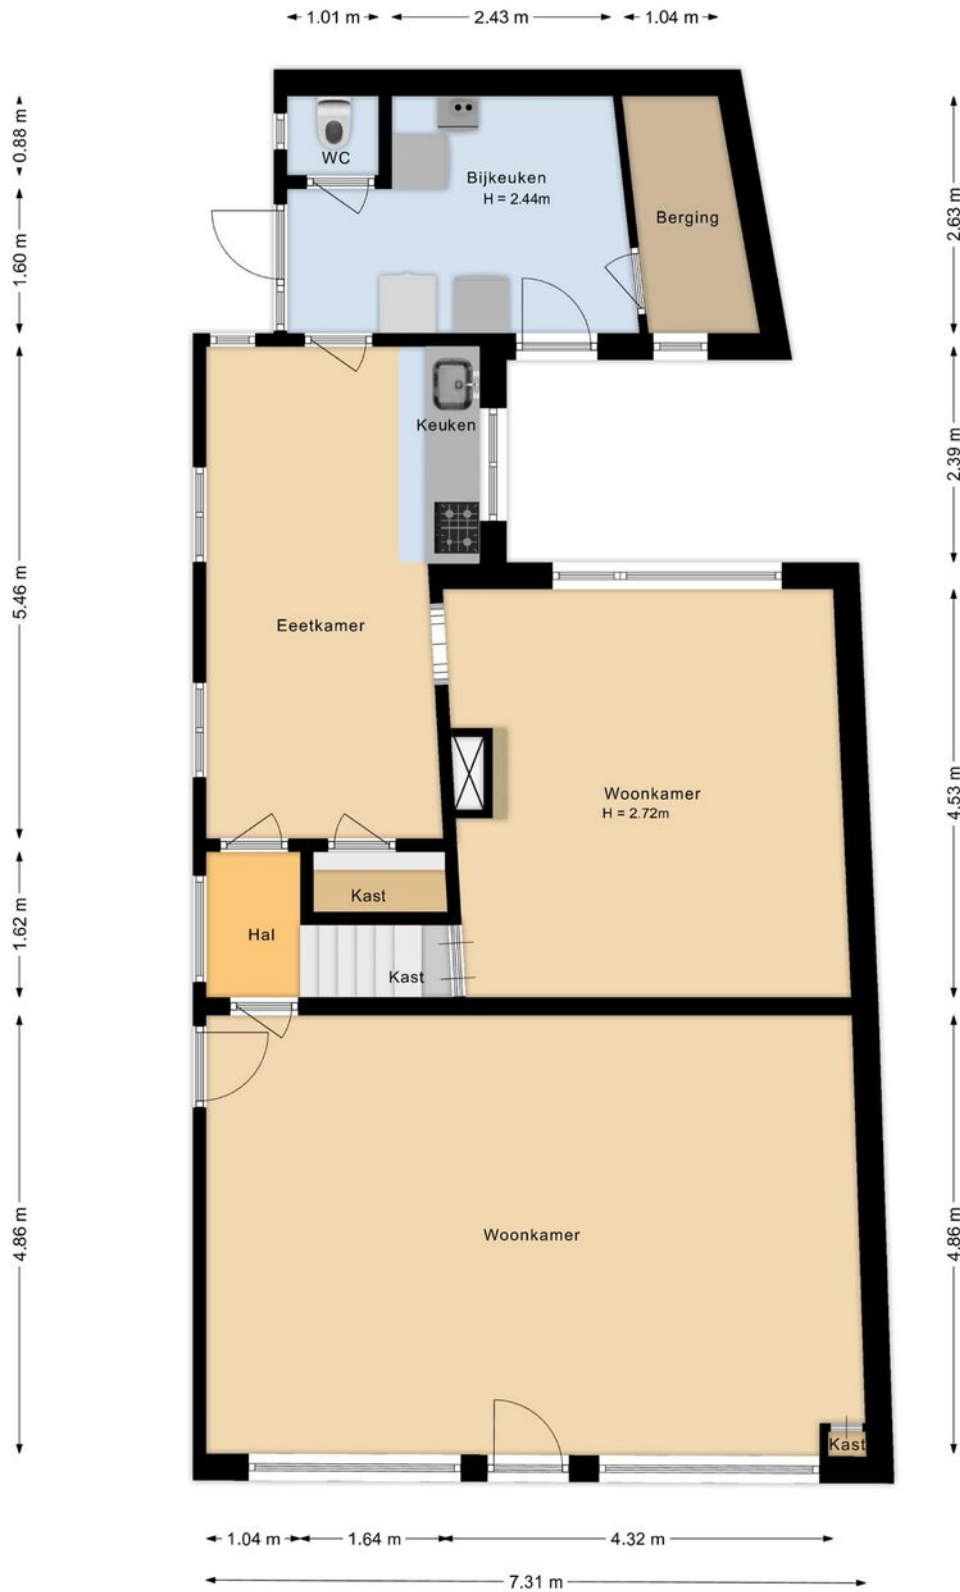 1.01 m
2.43 m
1.04 m
0.88 m
1.60 m
5.46 m
1.62 m
4.86 m
WC
Bijkeuken
H = 2.44m
Berging
Keuken
Eeetkamer
Woonkamer
H = 2.72m
Kast
Hal
Kast
Woonkamer
Kast
2.63 m
2.39 m
4.53 m
4.86 m
1.04 m
1.64 m
4.32 m
7.31 m